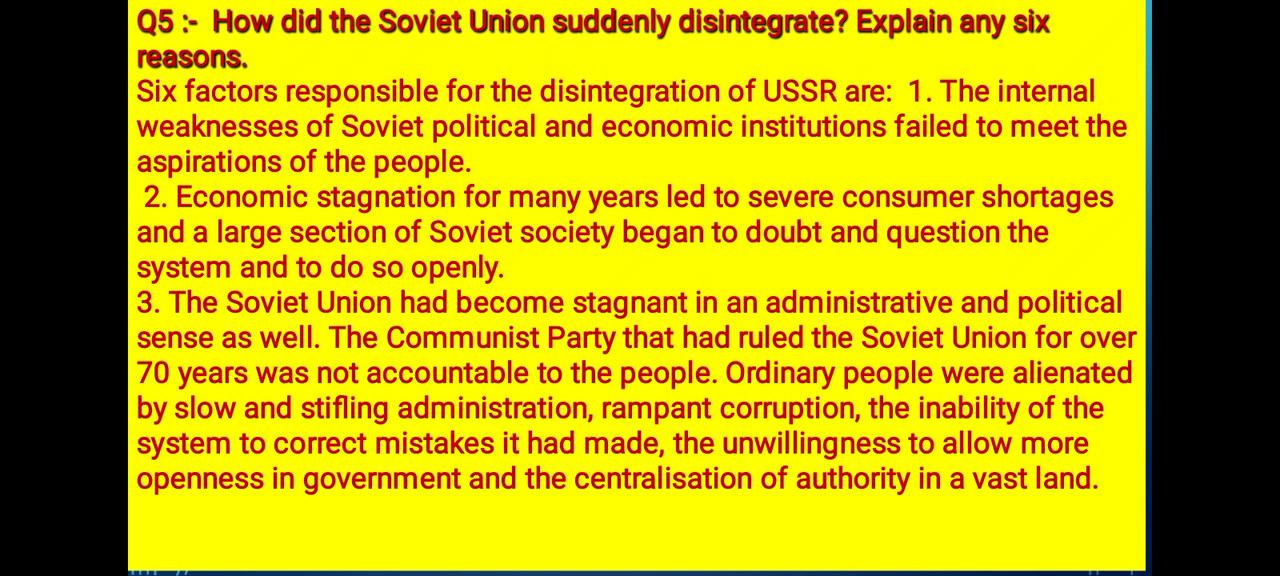 Q5 :-  How did the Soviet Union suddenly disintegrate? Explain any six
reasons.
Six factors responsible for the disintegration of USSR are:  1. The internal
weaknesses of Soviet political and economic institutions failed to meet the
aspirations of the people.
 2. Economic stagnation for many years led to severe consumer shortages
and a large section of Soviet society began to doubt and question the
system and to do so openly.
3. The Soviet Union had become stagnant in an administrative and political
sense as well. The Communist Party that had ruled the Soviet Union for over
70 years was not accountable to the people. Ordinary people were alienated
by slow and stifling administration, rampant corruption, the inability of the
system to correct mistakes it had made, the unwillingness to allow more
openness in government and the centralisation of authority in a vast land.